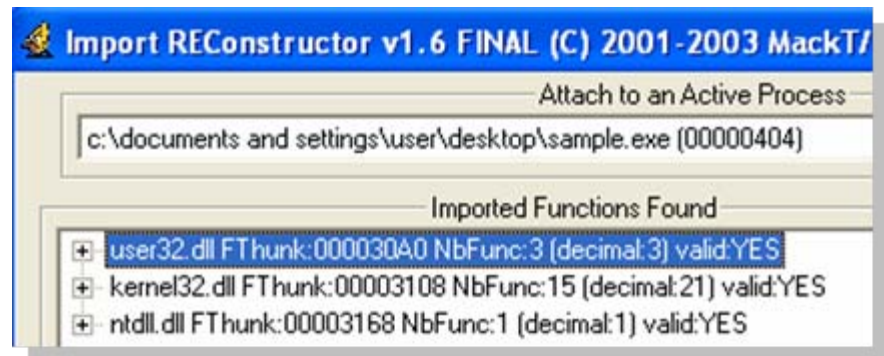 Import REConstructor v1.6 FINAL (C) 2001-2003 MackT/
Attach to an Active Process
c:\documents and settings\user\desktop\sample.exe (00000404)
Imported Functions Found
user32.dll FThunk:000030A0 NbFunc:3 (decimal:3) valid:YES
kernel32.dll FThunk:00003108 NbFunc:15 (decimal:21) valid:YES
ntdll.dll FThunk:00003168 NbFunc:1 (decimal:1) valid:YES